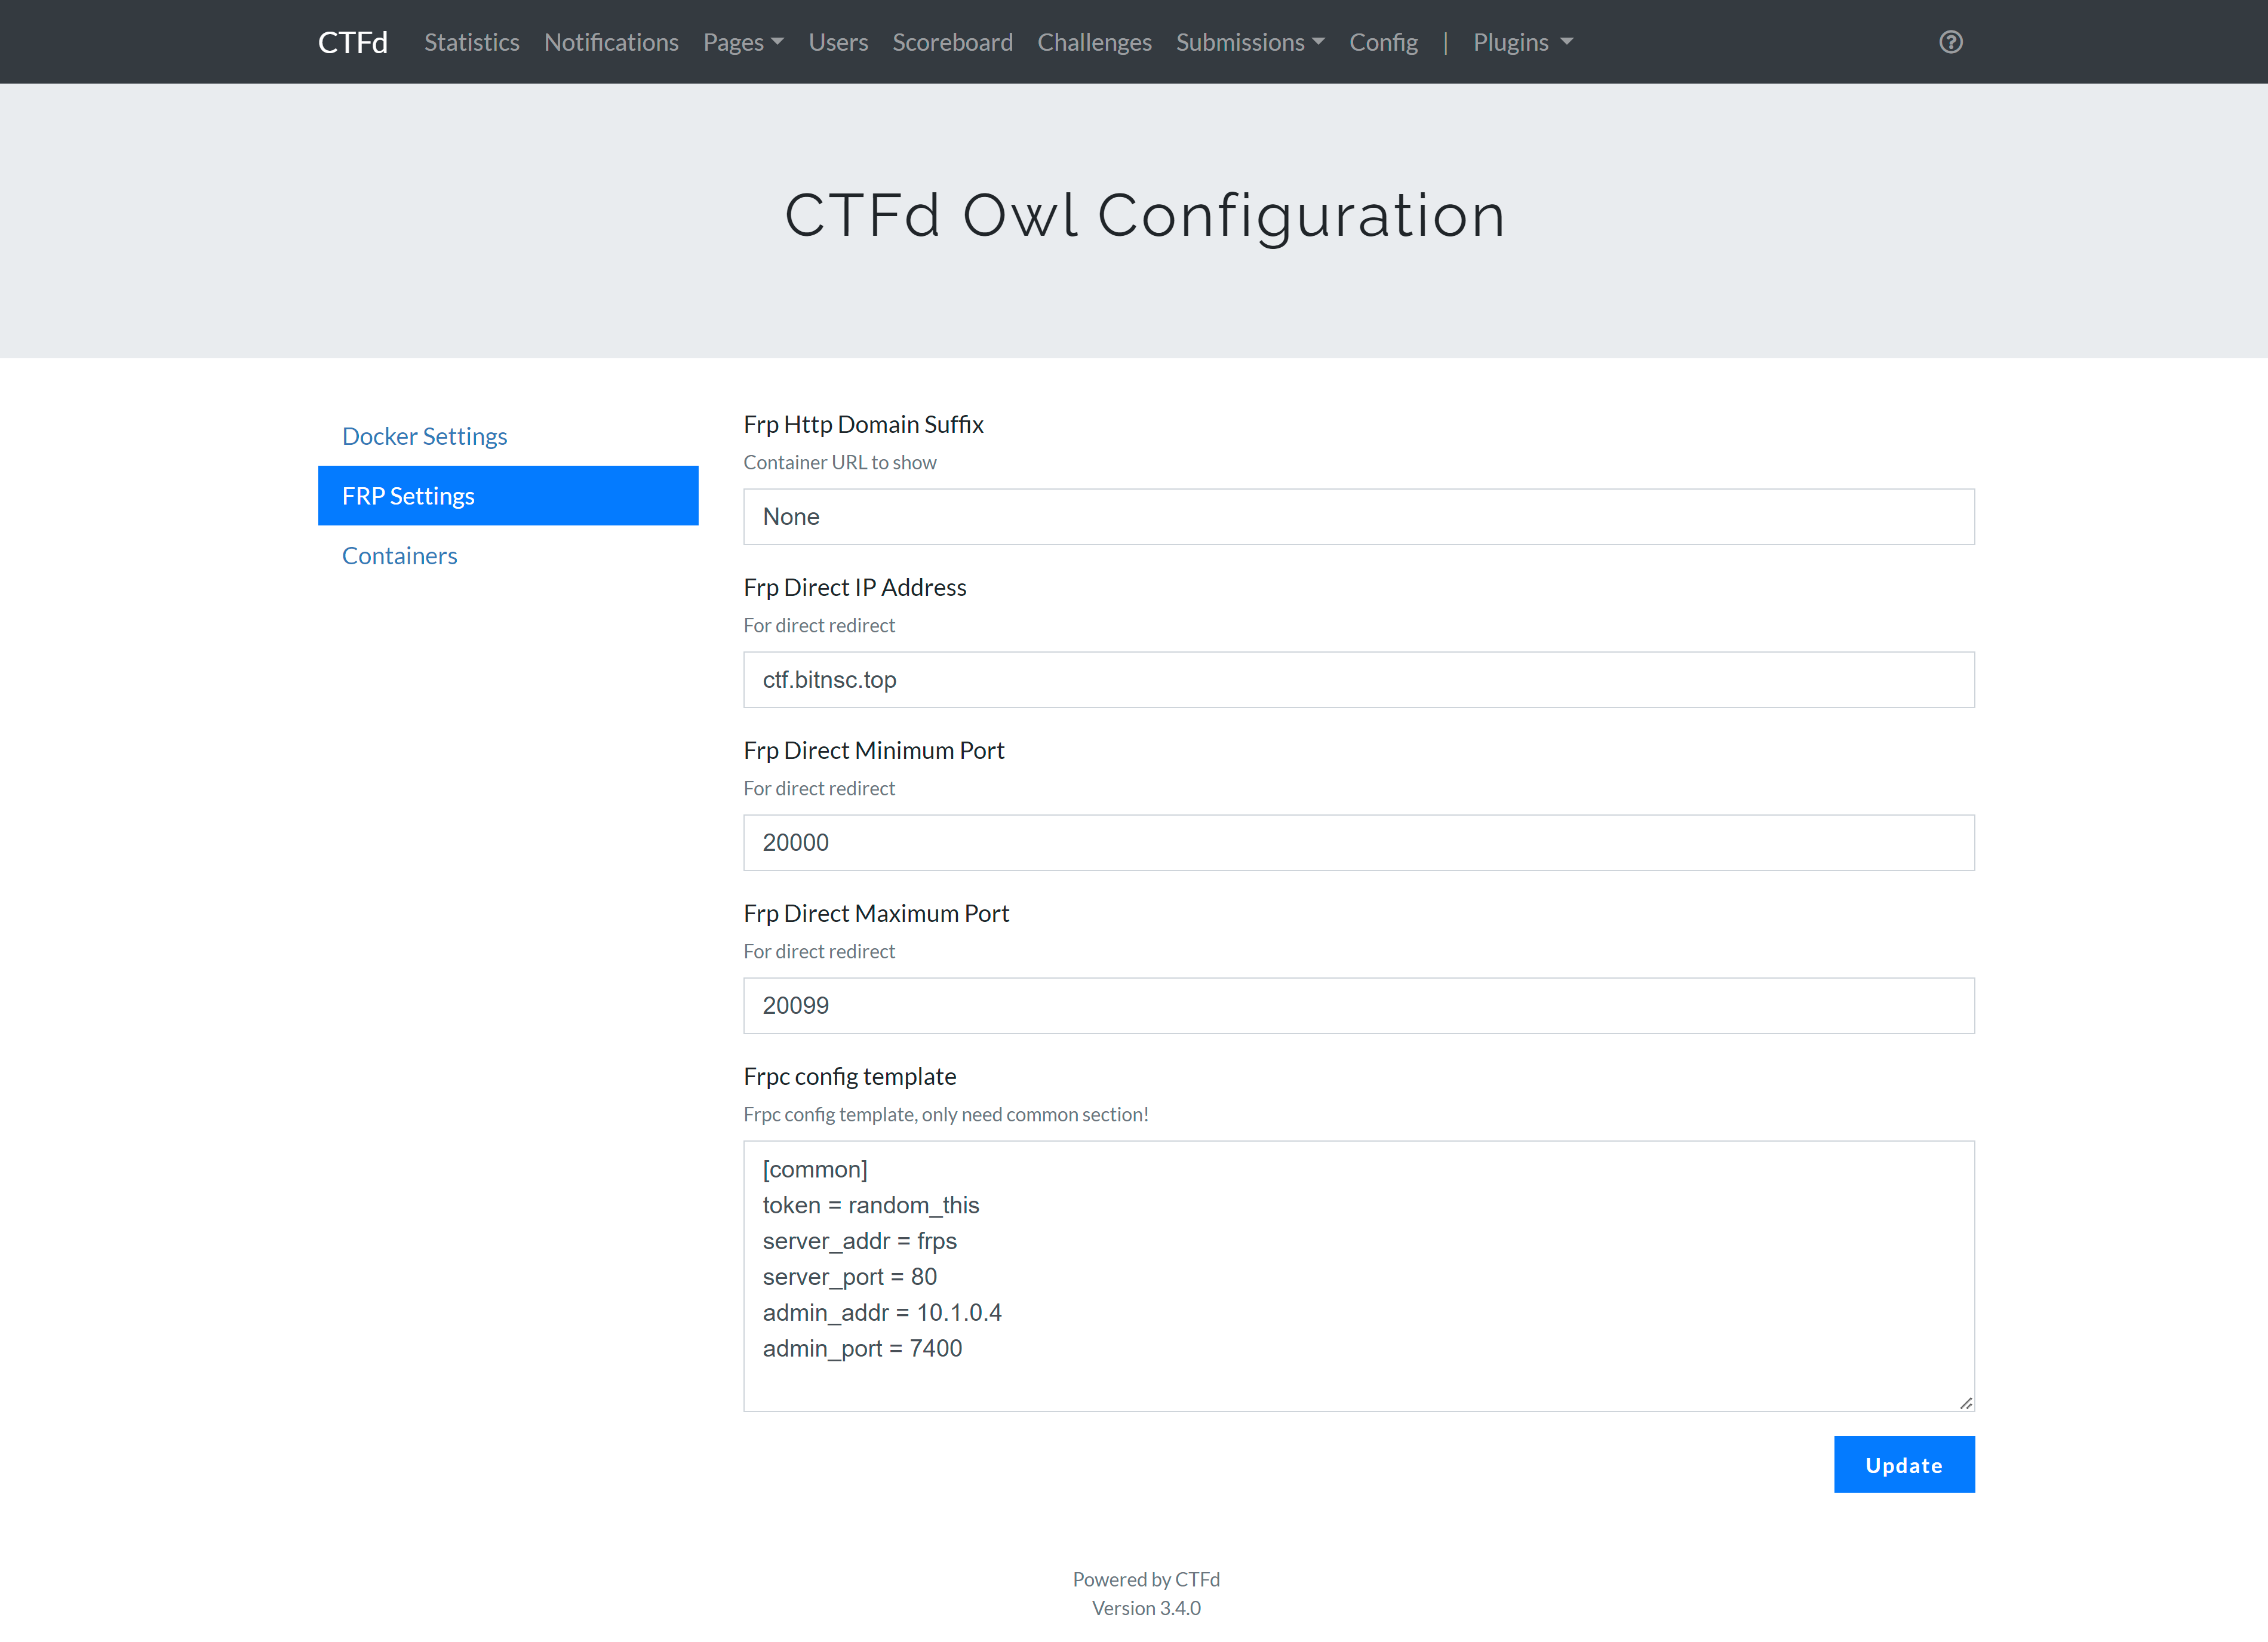 CTFd Statistics Notifications Pages Users Scoreboard Challenges Submissions Config | Plugins
CTFd Owl Configuration
Docker Settings
FRP Settings
Containers
Frp Http Domain Suffix
Container URL to show
None
Frp Direct IP Address
For direct redirect
ctf.bitnsc.top
Frp Direct Minimum Port
For direct redirect
20000
Frp Direct Maximum Port
For direct redirect
20099
Frpc config template
Frpc config template, only need common section!
[common]
token = random_this
server_addr = frps
server_port = 80
admin_addr = 10.1.0.4
admin_port = 7400
Update
Powered by CTFd
Version 3.4.0